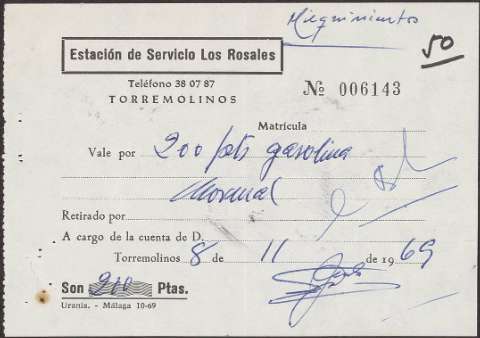 50
Estación de Servicio Los Rosales
Teléfono 38 07 87
TORREMOLINOS
Nº 006143
Matrícula
Vale por 200 pts gasolina
Normal
Retirado por
A cargo de la cuenta de D.
Torremolinos 8 de 11 de 1969
Son 200 Ptas.
Urania. - Málaga 10-69